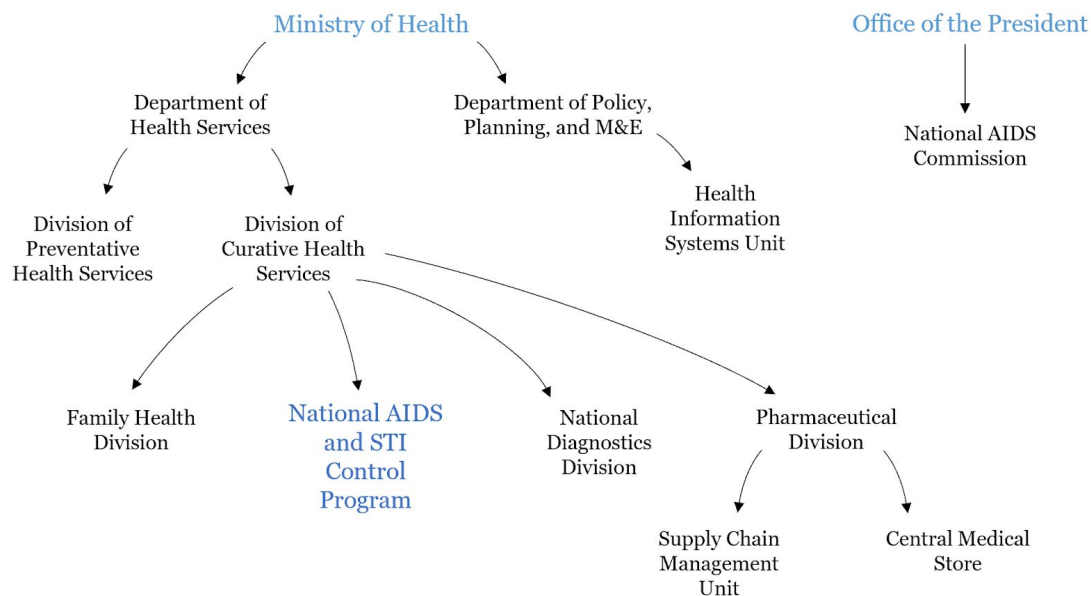 Ministry of Health
Office of the President
Department of
Health Services
Department of Policy,
Planning, and M&E
National AIDS
Commission
Health
Information
Systems Unit
Division of
Preventative
Health Services
Division of
Curative Health
Services
Family Health
Division
National AIDS
and STI
Control
Program
National
Diagnostics
Division
Pharmaceutical
Division
Supply Chain
Management
Unit
Central Medical
Store